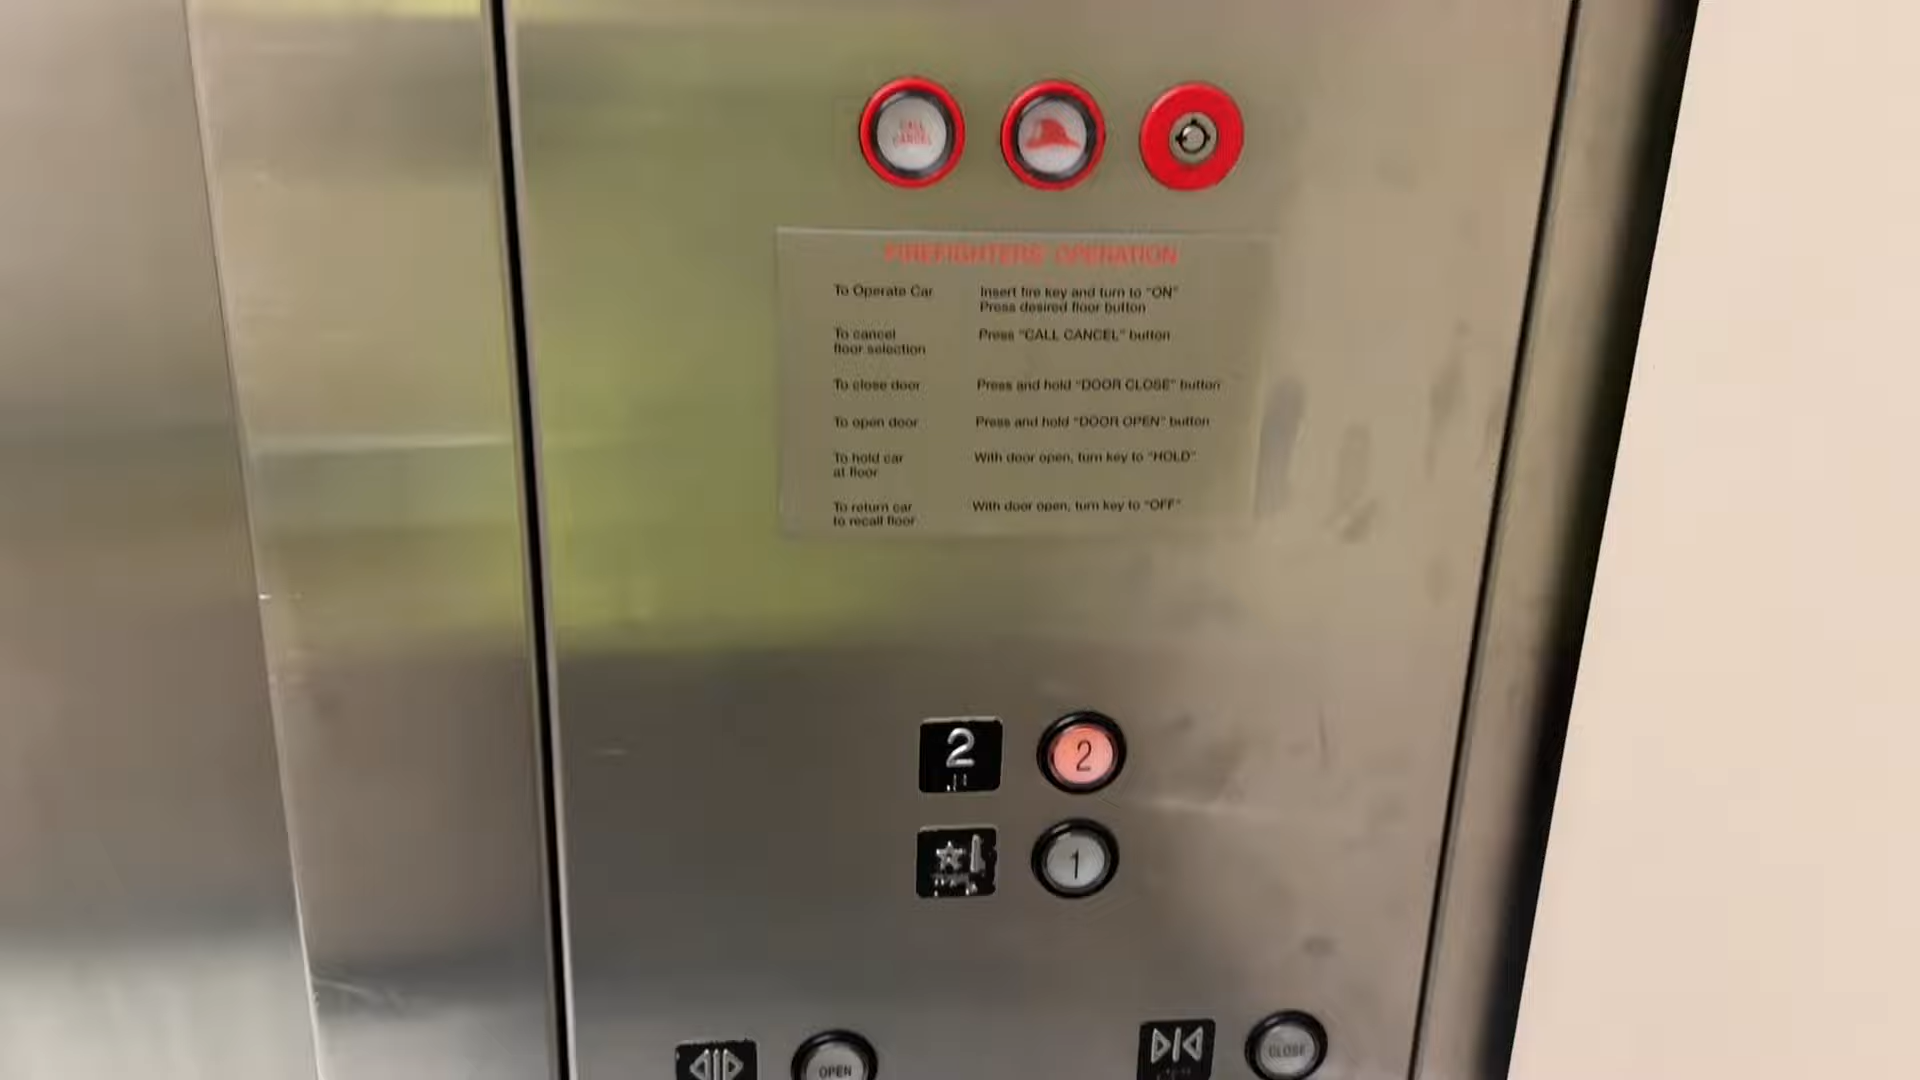 CALL
CANCEL
FIREFIGHTERS' OPERATION
To Operate Car Insert fire key and turn to "ON"
Press desired floor button
To cancel Press "CALL CANCEL" button
floor selection
To close door Press and hold "DOOR CLOSE" button
To open door Press and hold "DOOR OPEN" button
To hold car With door open, turn key to "HOLD"
at floor
To return car With door open, turn key to "OFF"
to recall floor
2 2
★1 1
OPEN CLOSE